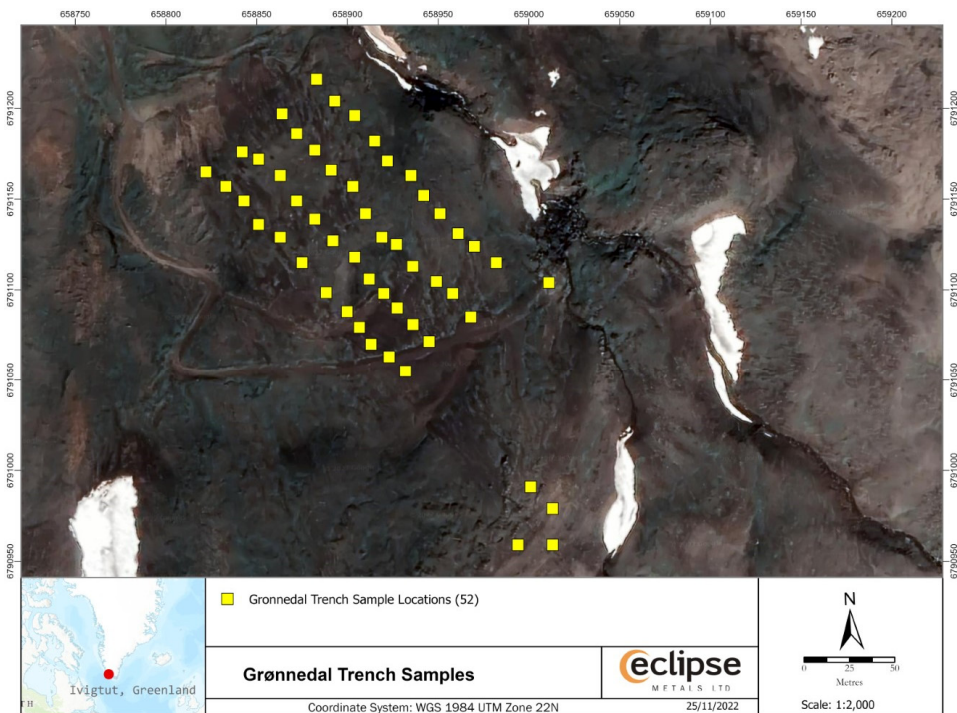 658750 658800 658850 658900 658950 659000 659050 659100 659150 659200
6791200 6791200
6791150 6791150
6791100 6791100
6791050 6791050
6791000 6791000
6790950 6790950
Gronnedal Trench Sample Locations (52)
Ivigtut, Greenland
Grønnedal Trench Samples
eclipse
METALS LTD
Coordinate System: WGS 1984 UTM Zone 22N
25/11/2022
N
0 25 50
Metres
Scale: 1:2,000